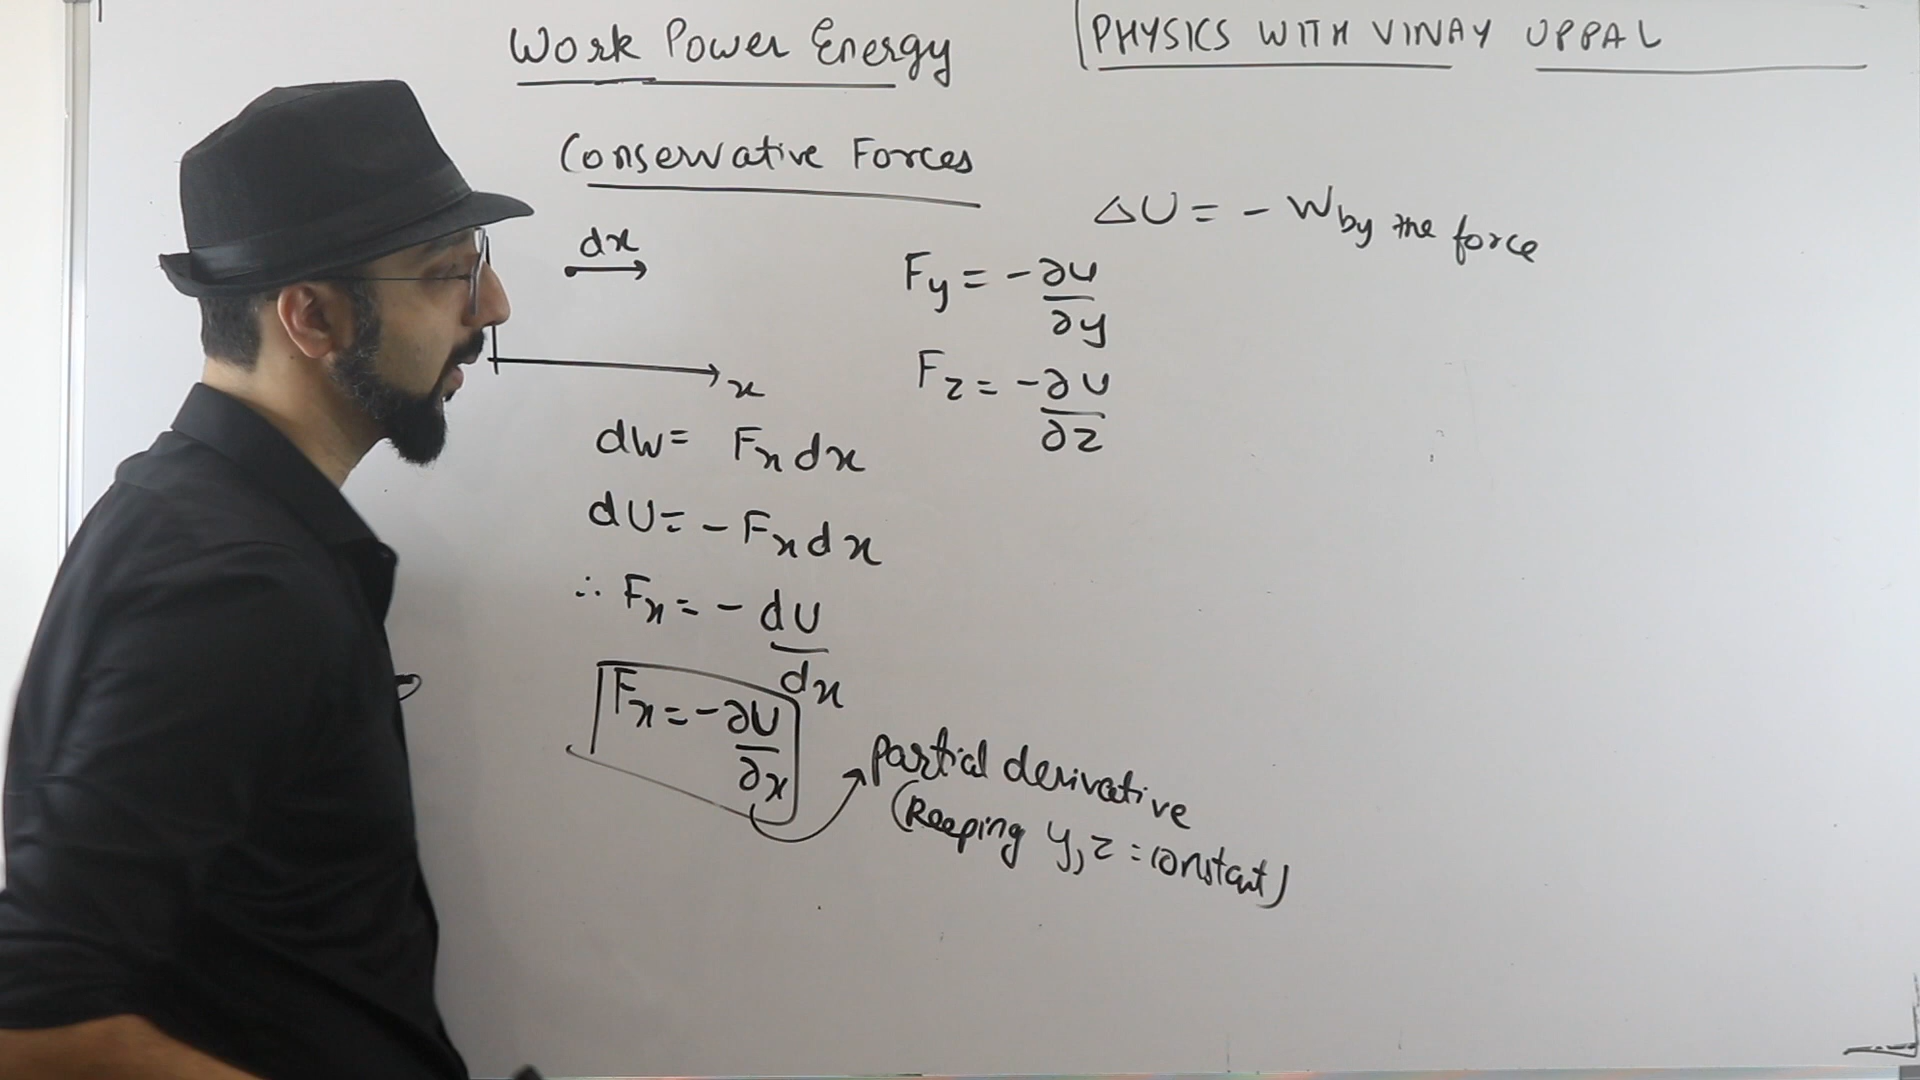 Work Power Energy
PHYSICS WITH VINAY UPPAL
Conservative Forces
ΔU = - W by the force
dx
x
dW = Fx dx
dU = - Fx dx
∴ Fx = - dU/dx
Fx = - ∂U/∂x
partial derivative
(Keeping y, z = constant)
Fy = - ∂U/∂y
Fz = - ∂U/∂z